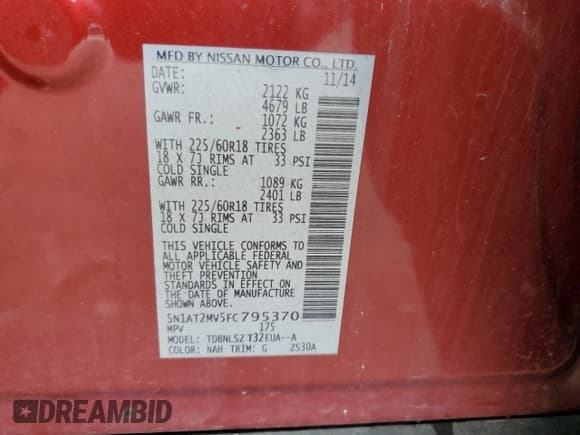 MFD BY NISSAN MOTOR CO., LTD.
DATE: 11/14
GVWR: 2122 KG
4679 LB
GAWR FR.: 1072 KG
2363 LB
WITH 225/60R18 TIRES
18 X 7J RIMS AT 33 PSI
COLD SINGLE
GAWR RR.: 1089 KG
2401 LB
WITH 225/60R18 TIRES
18 X 7J RIMS AT 33 PSI
COLD SINGLE
THIS VEHICLE CONFORMS TO
ALL APPLICABLE FEDERAL
MOTOR VEHICLE SAFETY AND
THEFT PREVENTION
STANDARDS IN EFFECT ON
THE DATE OF MANUFACTURE
SHOWN ABOVE.
5N1AT2MV5FC795370
MPV 175
MODEL: TDBNLSZ T32EUA--A
COLOR: NAH TRIM: G 2S30A
DREAMBID